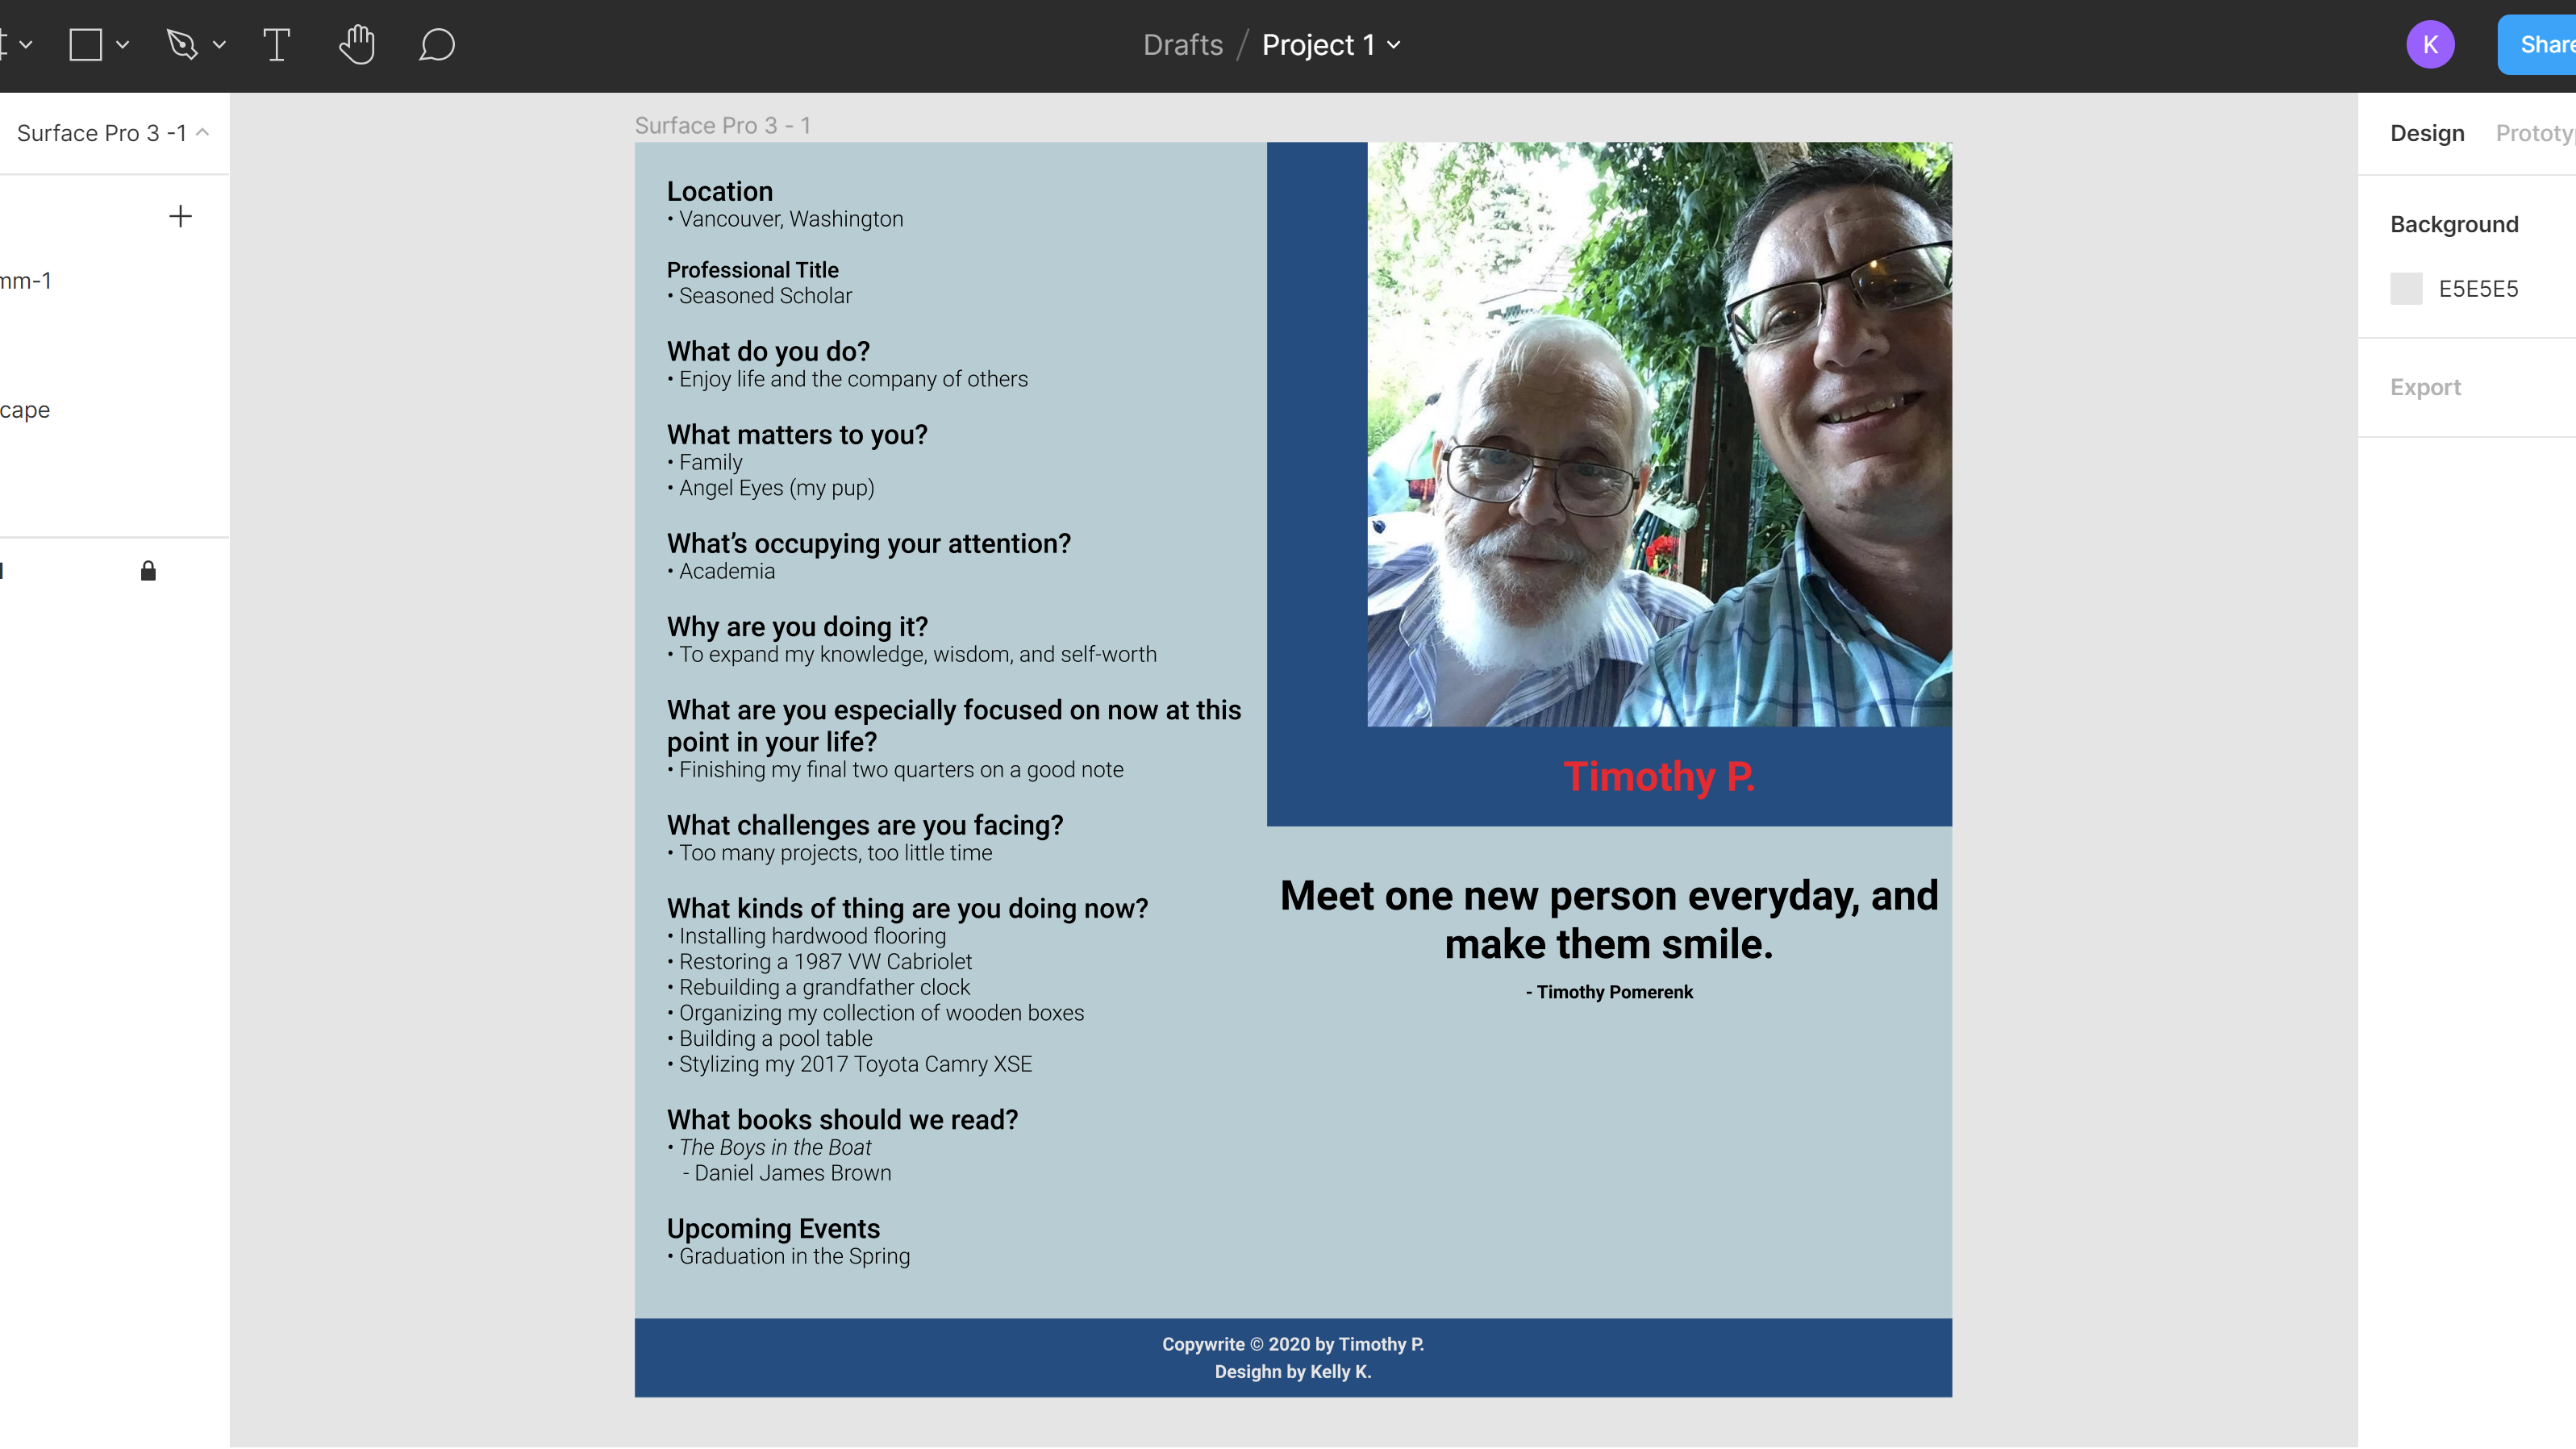 Drafts / Project 1
K
Share
Surface Pro 3 -1
mm-1
cape
Surface Pro 3 - 1
Location
• Vancouver, Washington
Professional Title
• Seasoned Scholar
What do you do?
• Enjoy life and the company of others
What matters to you?
• Family
• Angel Eyes (my pup)
What’s occupying your attention?
• Academia
Why are you doing it?
• To expand my knowledge, wisdom, and self-worth
What are you especially focused on now at this
point in your life?
• Finishing my final two quarters on a good note
What challenges are you facing?
• Too many projects, too little time
What kinds of thing are you doing now?
• Installing hardwood flooring
• Restoring a 1987 VW Cabriolet
• Rebuilding a grandfather clock
• Organizing my collection of wooden boxes
• Building a pool table
• Stylizing my 2017 Toyota Camry XSE
What books should we read?
• The Boys in the Boat
- Daniel James Brown
Upcoming Events
• Graduation in the Spring
Timothy P.
Meet one new person everyday, and
make them smile.
- Timothy Pomerenk
Copywrite © 2020 by Timothy P.
Desighn by Kelly K.
Design Prototy
Background
E5E5E5
Export